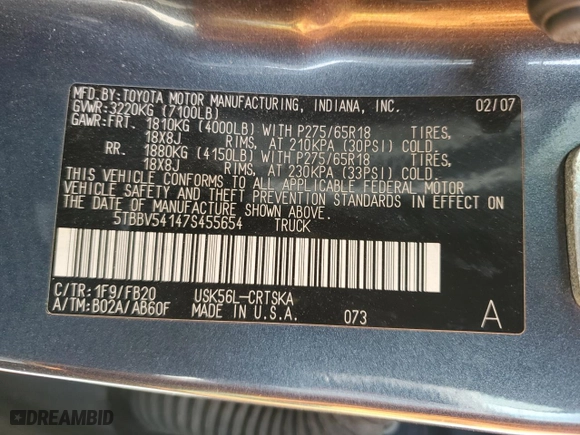 MFD.BY:TOYOTA MOTOR MANUFACTURING, INDIANA, INC. 02/07
GVWR:3220KG (7100LB)
GAWR:FRT. 1810KG (4000LB) WITH P275/65R18 TIRES,
18X8J RIMS, AT 210KPA (30PSI) COLD.
RR. 1880KG (4150LB) WITH P275/65R18 TIRES,
18X8J RIMS, AT 230KPA (33PSI) COLD.
THIS VEHICLE CONFORMS TO ALL APPLICABLE FEDERAL MOTOR
VEHICLE SAFETY AND THEFT PREVENTION STANDARDS IN EFFECT ON
THE DATE OF MANUFACTURE SHOWN ABOVE.
5TBBV54147S455654 TRUCK
C/TR: 1F9/FB20 USK56L-CRTSKA
A/TM: B02A/AB60F MADE IN U.S.A. 073 A
DREAMBID